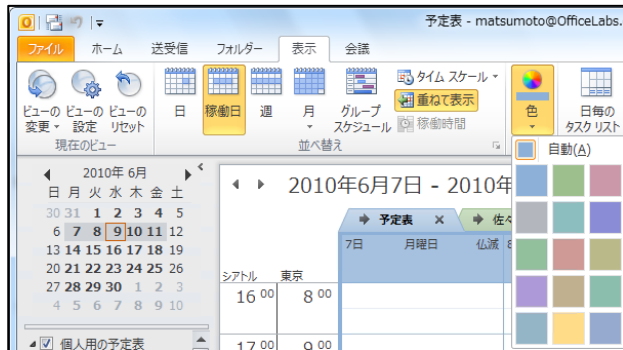 予定表 - matsumoto@OfficeLabs.
ファイル ホーム 送受信 フォルダー 表示 会議
ビューの変更 ビューの設定 ビューのリセット 日 稼働日 週 月 グループ スケジュール タイム スケール 重ねて表示 稼働時間 色 日毎の タスク リスト
現在のビュー 並べ替え
自動(A)
2010年 6月
日 月 火 水 木 金 土
30 31 1 2 3 4 5
6 7 8 9 10 11 12
13 14 15 16 17 18 19
20 21 22 23 24 25 26
27 28 29 30 1 2 3
4 5 6 7 8 9 10
個人用の予定表
2010年6月7日 - 2010年
予定表 × 佐々
7日 月曜日 仏滅 8
シアトル 東京
16 00 8 00
17 00 9 00